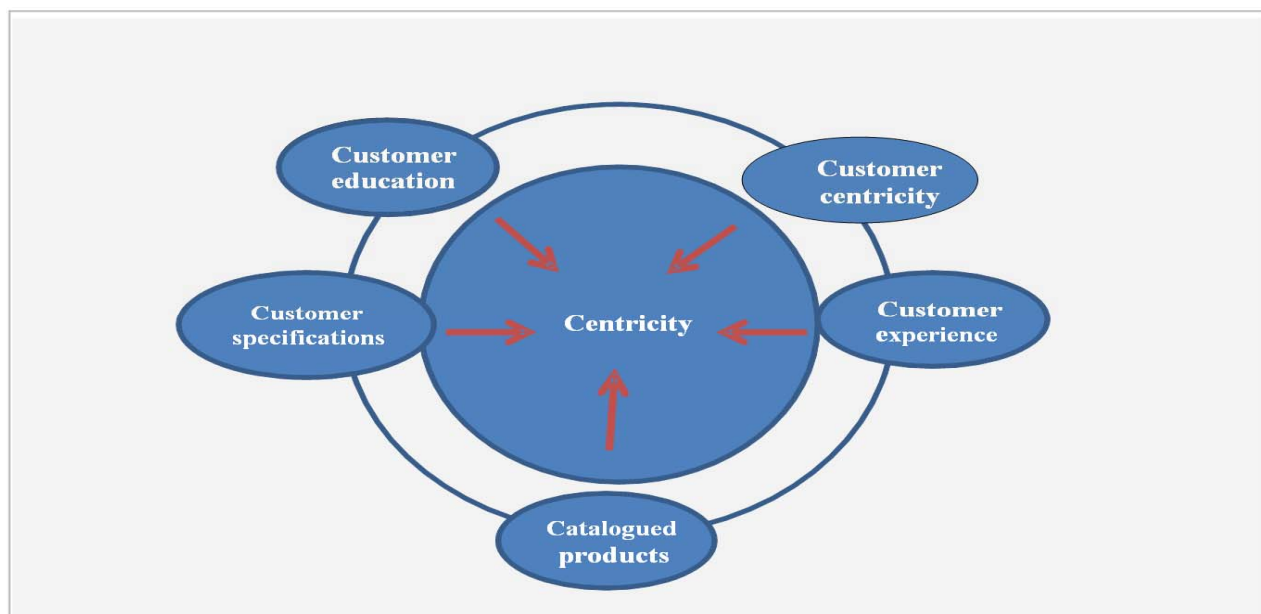 Customer
education
Customer
centricity
Customer
specifications
Centricity
Customer
experience
Catalogued
products